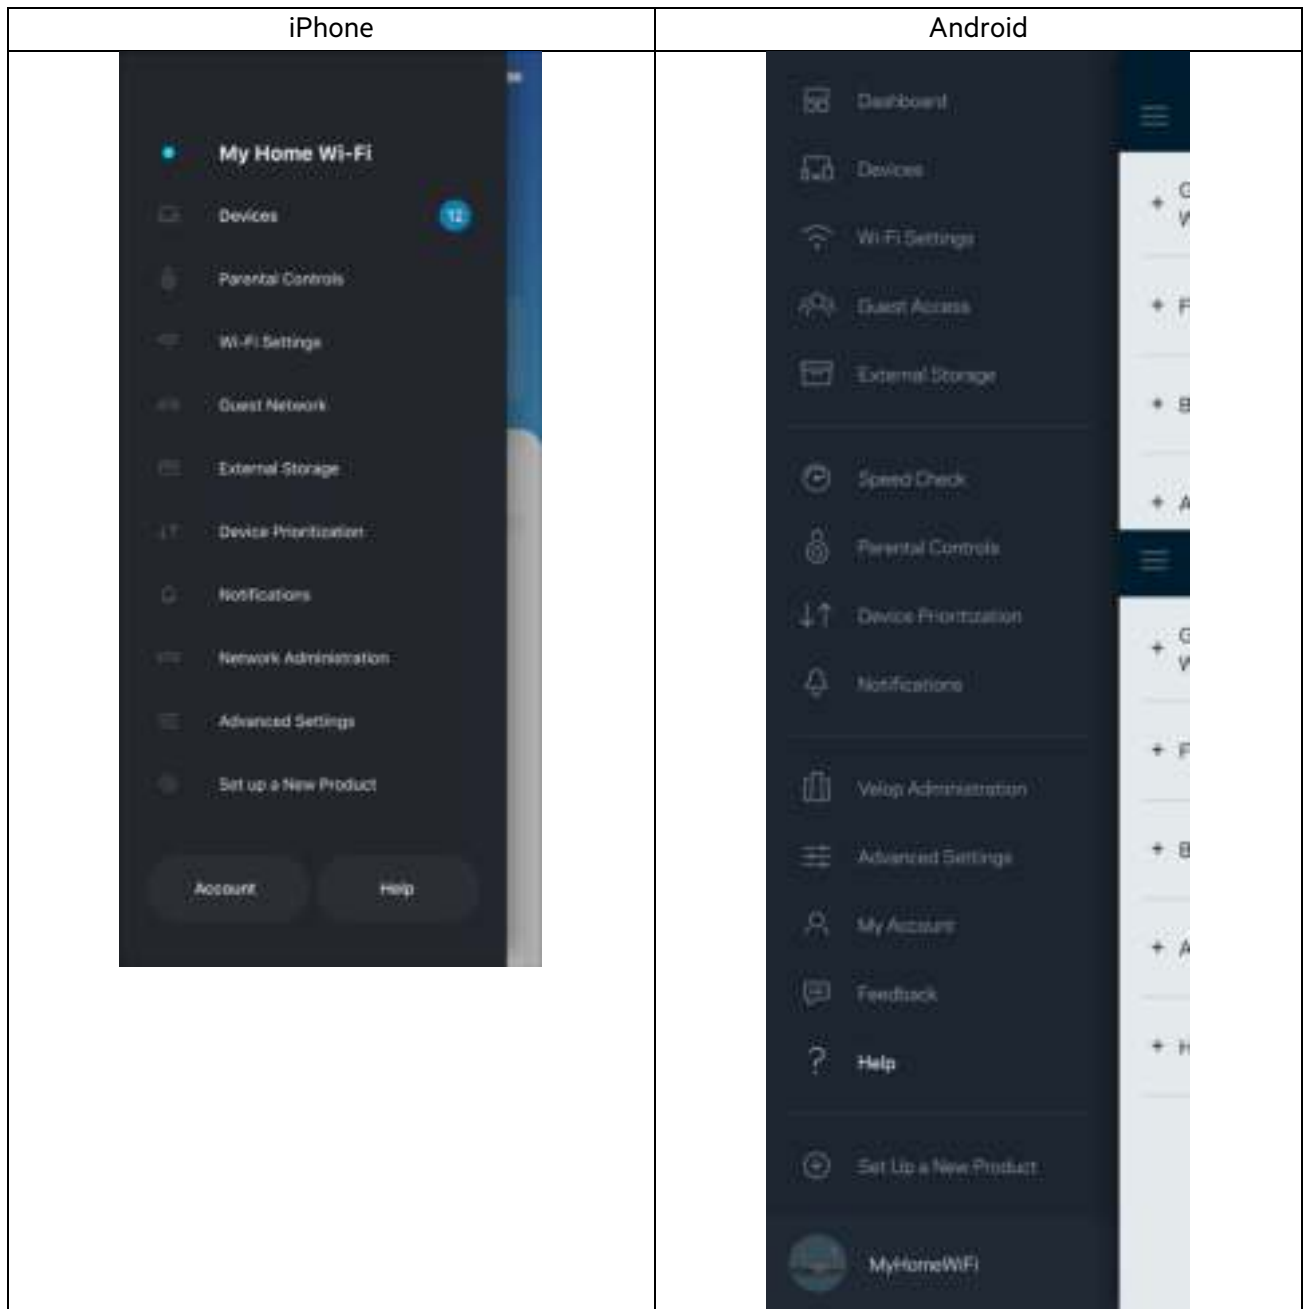 iPhone
Android
My Home Wi-Fi
Devices
12
Parental Controls
Wi-Fi Settings
Guest Network
External Storage
Device Prioritization
Notifications
Network Administration
Advanced Settings
Set up a New Product
Account
Help
Dashboard
Devices
Wi-Fi Settings
Guest Access
External Storage
Speed Check
Parental Controls
Device Prioritization
Notifications
Velop Administration
Advanced Settings
My Account
Feedback
Help
Set Up a New Product
MyHomeWiFi
+ G
W
+ F
+ B
+ A
+ G
W
+ F
+ B
+ A
+ H